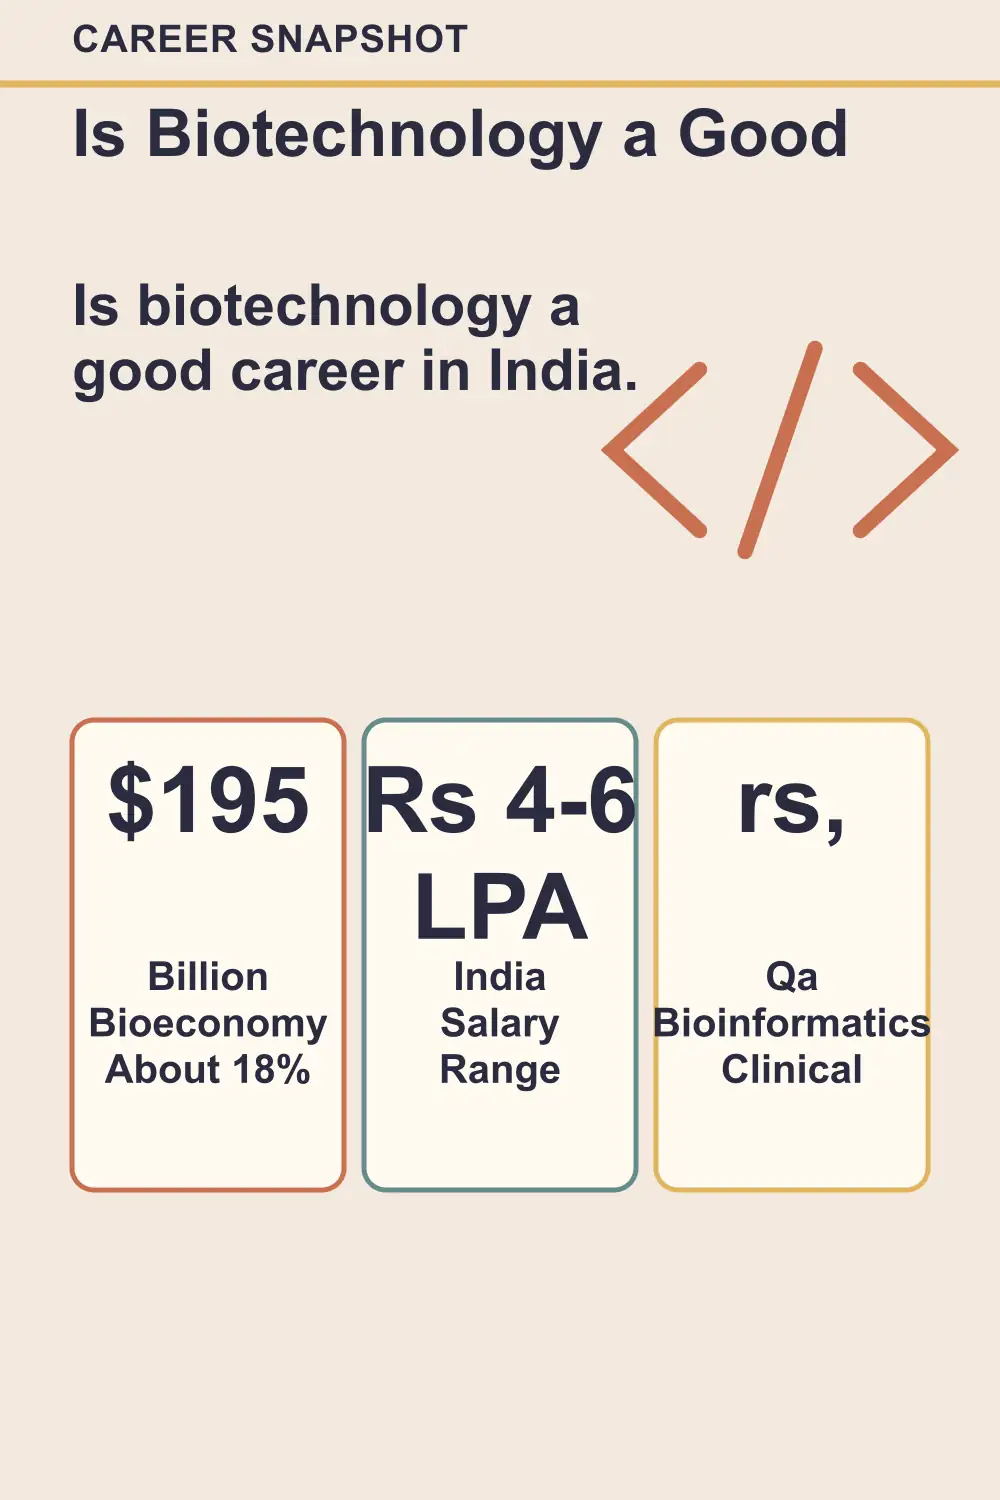 CAREER SNAPSHOT
Is Biotechnology a Good
Is biotechnology a
good career in India.
$195
Billion
Bioeconomy
About 18%
Rs 4-6
LPA
India
Salary
Range
rs,
Qa
Bioinformatics
Clinical